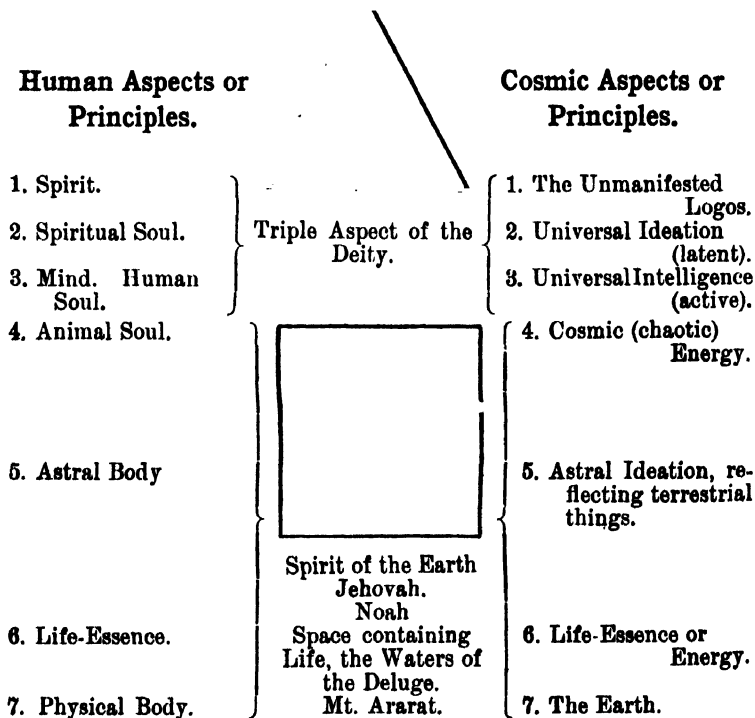 Human Aspects or
Principles.
1. Spirit.
2. Spiritual Soul.
3. Mind. Human
Soul.
4. Animal Soul.
5. Astral Body
6. Life-Essence.
7. Physical Body.
Triple Aspect of the
Deity.
Spirit of the Earth
Jehovah.
Noah
Space containing
Life, the Waters of
the Deluge.
Mt. Ararat.
Cosmic Aspects or
Principles.
1. The Unmanifested
Logos.
2. Universal Ideation
(latent).
3. Universal Intelligence
(active).
4. Cosmic (chaotic)
Energy.
5. Astral Ideation, re-
flecting terrestrial
things.
6. Life-Essence or
Energy.
7. The Earth.